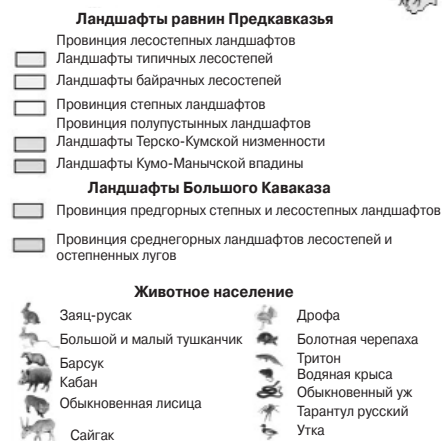 Ландшафты равнин Предкавказья
Провинция лесостепных ландшафтов
Ландшафты типичных лесостепей
Ландшафты байрачных лесостепей
Провинция степных ландшафтов
Провинция полупустынных ландшафтов
Ландшафты Терско-Кумской низменности
Ландшафты Кумо-Манычской впадины
Ландшафты Большого Каваказа
Провинция предгорных степных и лесостепных ландшафтов
Провинция среднегорных ландшафтов лесостепей и
остепненных лугов
Животное население
Заяц-русак
Большой и малый тушканчик
Барсук
Кабан
Обыкновенная лисица
Сайгак
Дрофа
Болотная черепаха
Тритон
Водяная крыса
Обыкновенный уж
Тарантул русский
Утка